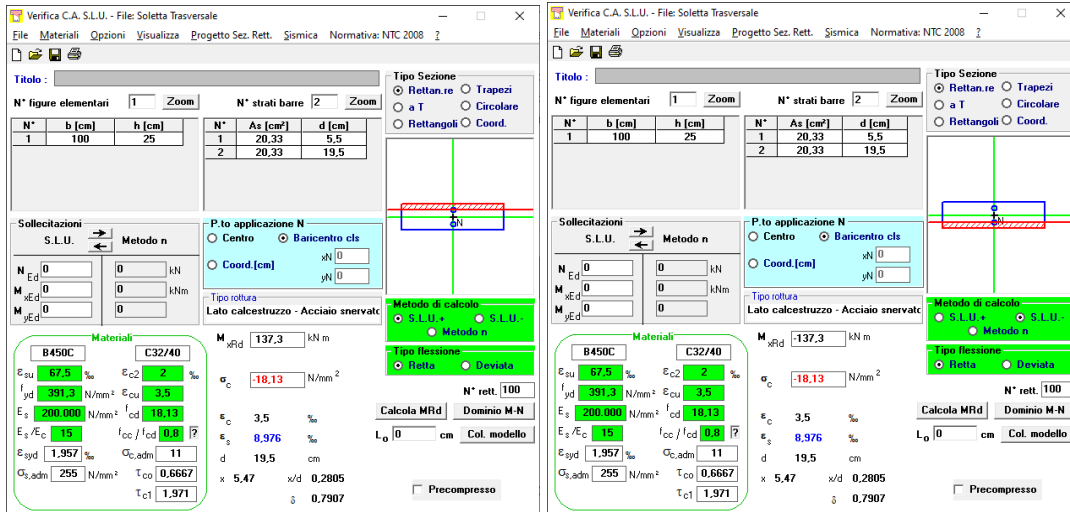 Verifica C.A. S.L.U. - File: Soletta Trasversale
File Materiali Opzioni Visualizza Progetto Sez. Rett. Sismica Normativa: NTC 2008 ?
Titolo :
N° figure elementari 1 Zoom N° strati barre 2 Zoom
N° b [cm] h [cm]
1 100 25
N° As [cm²] d [cm]
1 20,33 5,5
2 20,33 19,5
Tipo Sezione
Rettan.re Trapezi
a T Circolare
Rettangoli Coord.
N
Sollecitazioni
S.L.U. Metodo n
N Ed 0 0 kN
M xEd 0 0 kNm
M yEd 0 0
P.to applicazione N
Centro Baricentro cls
Coord.[cm] xN 0
yN 0
Tipo rottura
Lato calcestruzzo - Acciaio snervato
Metodo di calcolo
S.L.U.+ S.L.U.-
Metodo n
Tipo flessione
Retta Deviata
Materiali
B450C C32/40
εsu 67,5 ‰ εc2 2 ‰
fyd 391,3 N/mm² εcu 3,5
Es 200.000 N/mm² fcd 18,13
Es/Ec 15 fcc / fcd 0,8 ?
εsyd 1,957 ‰ σc,adm 11
σs,adm 255 N/mm² τco 0,6667
τc1 1,971
M xRd 137,3 kN m
σc -18,13 N/mm²
εc 3,5 ‰
εs 8,976 ‰
d 19,5 cm
x 5,47 x/d 0,2805
δ 0,7907
N° rett. 100
Calcola MRd Dominio M-N
Lo 0 cm Col. modello
Precompresso
Verifica C.A. S.L.U. - File: Soletta Trasversale
File Materiali Opzioni Visualizza Progetto Sez. Rett. Sismica Normativa: NTC 2008 ?
Titolo :
N° figure elementari 1 Zoom N° strati barre 2 Zoom
N° b [cm] h [cm]
1 100 25
N° As [cm²] d [cm]
1 20,33 5,5
2 20,33 19,5
Tipo Sezione
Rettan.re Trapezi
a T Circolare
Rettangoli Coord.
N
Sollecitazioni
S.L.U. Metodo n
N Ed 0 0 kN
M xEd 0 0 kNm
M yEd 0 0
P.to applicazione N
Centro Baricentro cls
Coord.[cm] xN 0
yN 0
Tipo rottura
Lato calcestruzzo - Acciaio snervato
Metodo di calcolo
S.L.U.+ S.L.U.-
Metodo n
Tipo flessione
Retta Deviata
Materiali
B450C C32/40
εsu 67,5 ‰ εc2 2 ‰
fyd 391,3 N/mm² εcu 3,5
Es 200.000 N/mm² fcd 18,13
Es/Ec 15 fcc / fcd 0,8 ?
εsyd 1,957 ‰ σc,adm 11
σs,adm 255 N/mm² τco 0,6667
τc1 1,971
M xRd -137,3 kN m
σc -18,13 N/mm²
εc 3,5 ‰
εs 8,976 ‰
d 19,5 cm
x 5,47 x/d 0,2805
δ 0,7907
N° rett. 100
Calcola MRd Dominio M-N
Lo 0 cm Col. modello
Precompresso